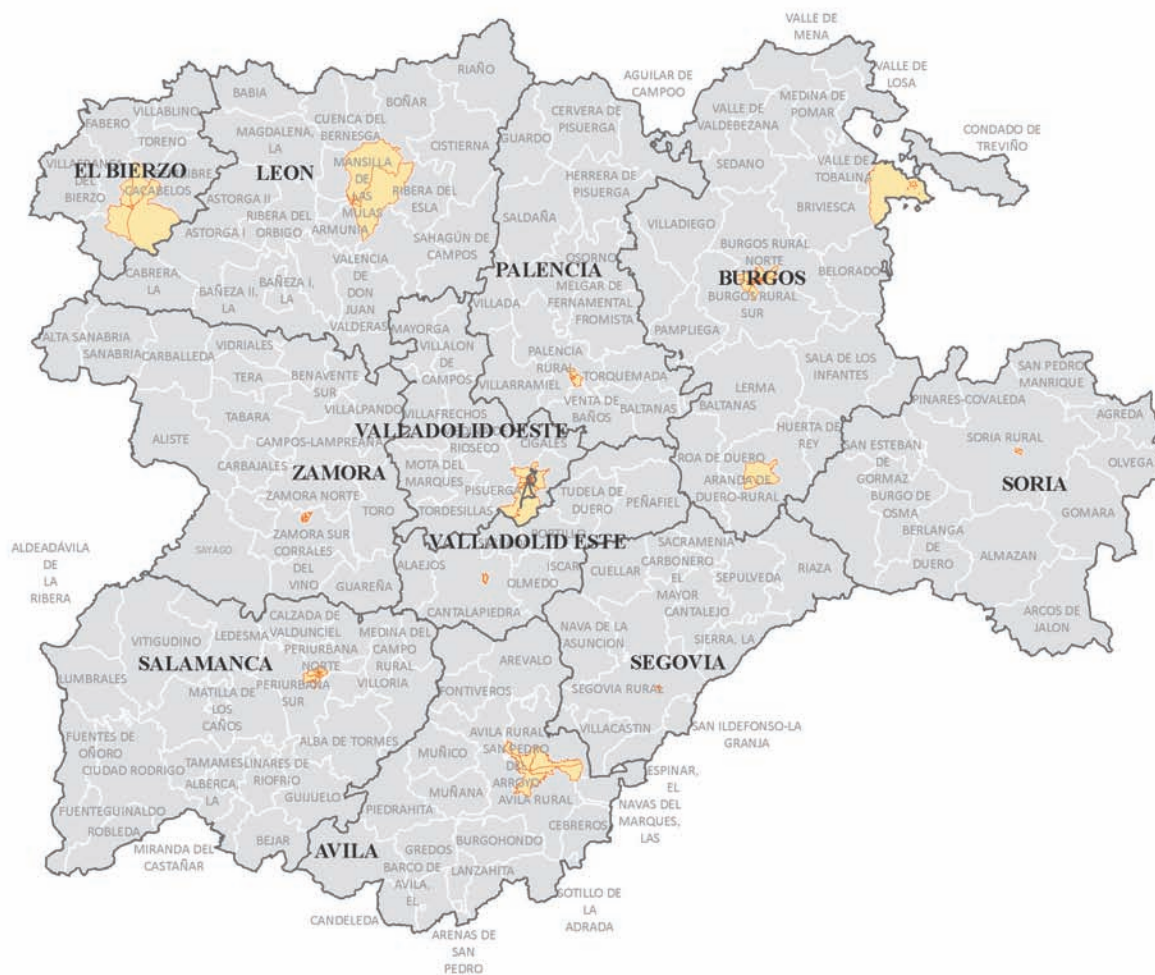 VALLE DE
MENA
VALLE DE
LOSA
RIAÑO
AGUILAR DE
CAMPOO
BABIA
VILLABLINO
BOÑAR
CERVERA DE
PISUERGA
VALLE DE
VALDEBEZANA
MEDINA DE
POMAR
FABERO
TORENO
MAGDALENA,
LA
CUENCA DEL
BERNESGA
GUARDO
CISTIERNA
CONDADO DE
TREVIÑO
SEDANO
VALLE DE
TOBALINA
EL BIERZO
DEL
BIERZO
CACABELOS
LEON
MANSILLA
DE
LAS
MULAS
HERRERA DE
PISUERGA
RIBERA DEL
ESLA
ASTORGA II
BRIVIESCA
ASTORGA I
RIBERA DEL
ORBIGO
ARMUNIA
SALDAÑA
VILLADIEGO
SAHAGÚN DE
CAMPOS
BURGOS RURAL
NORTE
OSORNO
PALENCIA
BURGOS
BELORADO
CABRERA,
LA
BAÑEZA I,
LA
BAÑEZA II,
LA
VALENCIA
DE
DON
JUAN
VALDERAS
MELGAR DE
FERNAMENTAL
FROMISTA
VILLADA
BURGOS RURAL
SUR
PAMPLIEGA
ALTA SANABRIA
SANABRIA
CARBALLEDA
VIDRIALES
MAYORGA
VILLALON
DE
CAMPOS
PALENCIA
RURAL
SALA DE LOS
INFANTES
SAN PEDRO
MANRIQUE
TERA
BENAVENTE
SUR
VILLARRAMIEL
TORQUEMADA
LERMA
PINARES-COVALEDA
TABARA
VILLALPANDO
VILLAFRECHOS
VENTA DE
BAÑOS
BALTANAS
BALTANAS
AGREDA
ALISTE
CAMPOS-LAMPREANA
VALLADOLID OESTE
RIOSECO
CIGALES
HUERTA DE
REY
SAN ESTEBAN
DE
GORMAZ
SORIA RURAL
CARBAJALES
ZAMORA
MOTA DEL
MARQUES
ROA DE DUERO
ARANDA DE
DUERO-RURAL
OLVEGA
SORIA
PISUERGA
TUDELA DE
DUERO
PEÑAFIEL
BURGO DE
OSMA
ZAMORA NORTE
TORO
TORDESILLAS
GOMARA
ZAMORA SUR
PORTILLO
BERLANGA
DE
DUERO
ALDEADÁVILA
DE
LA
RIBERA
SAYAGO
CORRALES
DEL
VINO
VALLADOLID ESTE
SACRAMENIA
ALMAZAN
ALAEJOS
ISCAR
GUAREÑA
OLMEDO
CUELLAR
CARBONERO
EL
MAYOR
SEPULVEDA
RIAZA
CANTALAPIEDRA
CANTALEJO
ARCOS DE
JALON
CALZADA DE
VALDUNCIEL
LEDESMA
VITIGUDINO
PERIURBANA
NORTE
MEDINA DEL
CAMPO
RURAL
NAVA DE LA
ASUNCION
SIERRA, LA
SALAMANCA
AREVALO
SEGOVIA
LUMBRALES
PERIURBANA
SUR
VILLORIA
FONTIVEROS
SEGOVIA RURAL
MATILLA DE
LOS
CAÑOS
VILLACASTIN
SAN ILDEFONSO-LA
GRANJA
FUENTES DE
OÑORO
ALBA DE TORMES
AVILA RURAL
SAN PEDRO
DEL
ARROYO
MUÑICO
CIUDAD RODRIGO
TAMAMES
LINARES DE
RIOFRIO
ESPINAR,
EL
ALBERCA,
LA
GUIJUELO
MUÑANA
AVILA RURAL
NAVAS DEL
MARQUES,
LAS
FUENTEGUINALDO
PIEDRAHITA
CEBREROS
ROBLEDA
BEJAR
BURGOHONDO
MIRANDA DEL
CASTAÑAR
AVILA
GREDOS
BARCO DE
AVILA,
EL
LANZAHITA
SOTILLO DE
LA
ADRADA
CANDELEDA
ARENAS DE
SAN
PEDRO